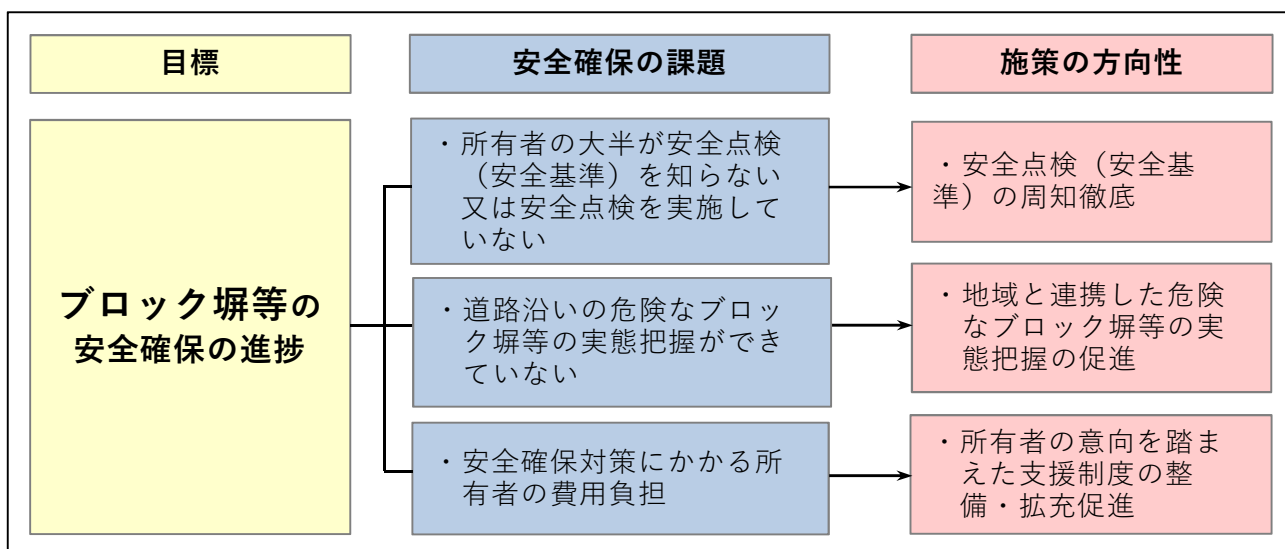 目標
安全確保の課題
施策の方向性
ブロック塀等の
安全確保の進捗
・所有者の大半が安全点検
（安全基準）を知らない
又は安全点検を実施して
いない
・安全点検（安全基
準）の周知徹底
・道路沿いの危険なブロッ
ク塀等の実態把握ができ
ていない
・地域と連携した危険
なブロック塀等の実
態把握の促進
・安全確保対策にかかる所
有者の費用負担
・所有者の意向を踏ま
えた支援制度の整
備・拡充促進